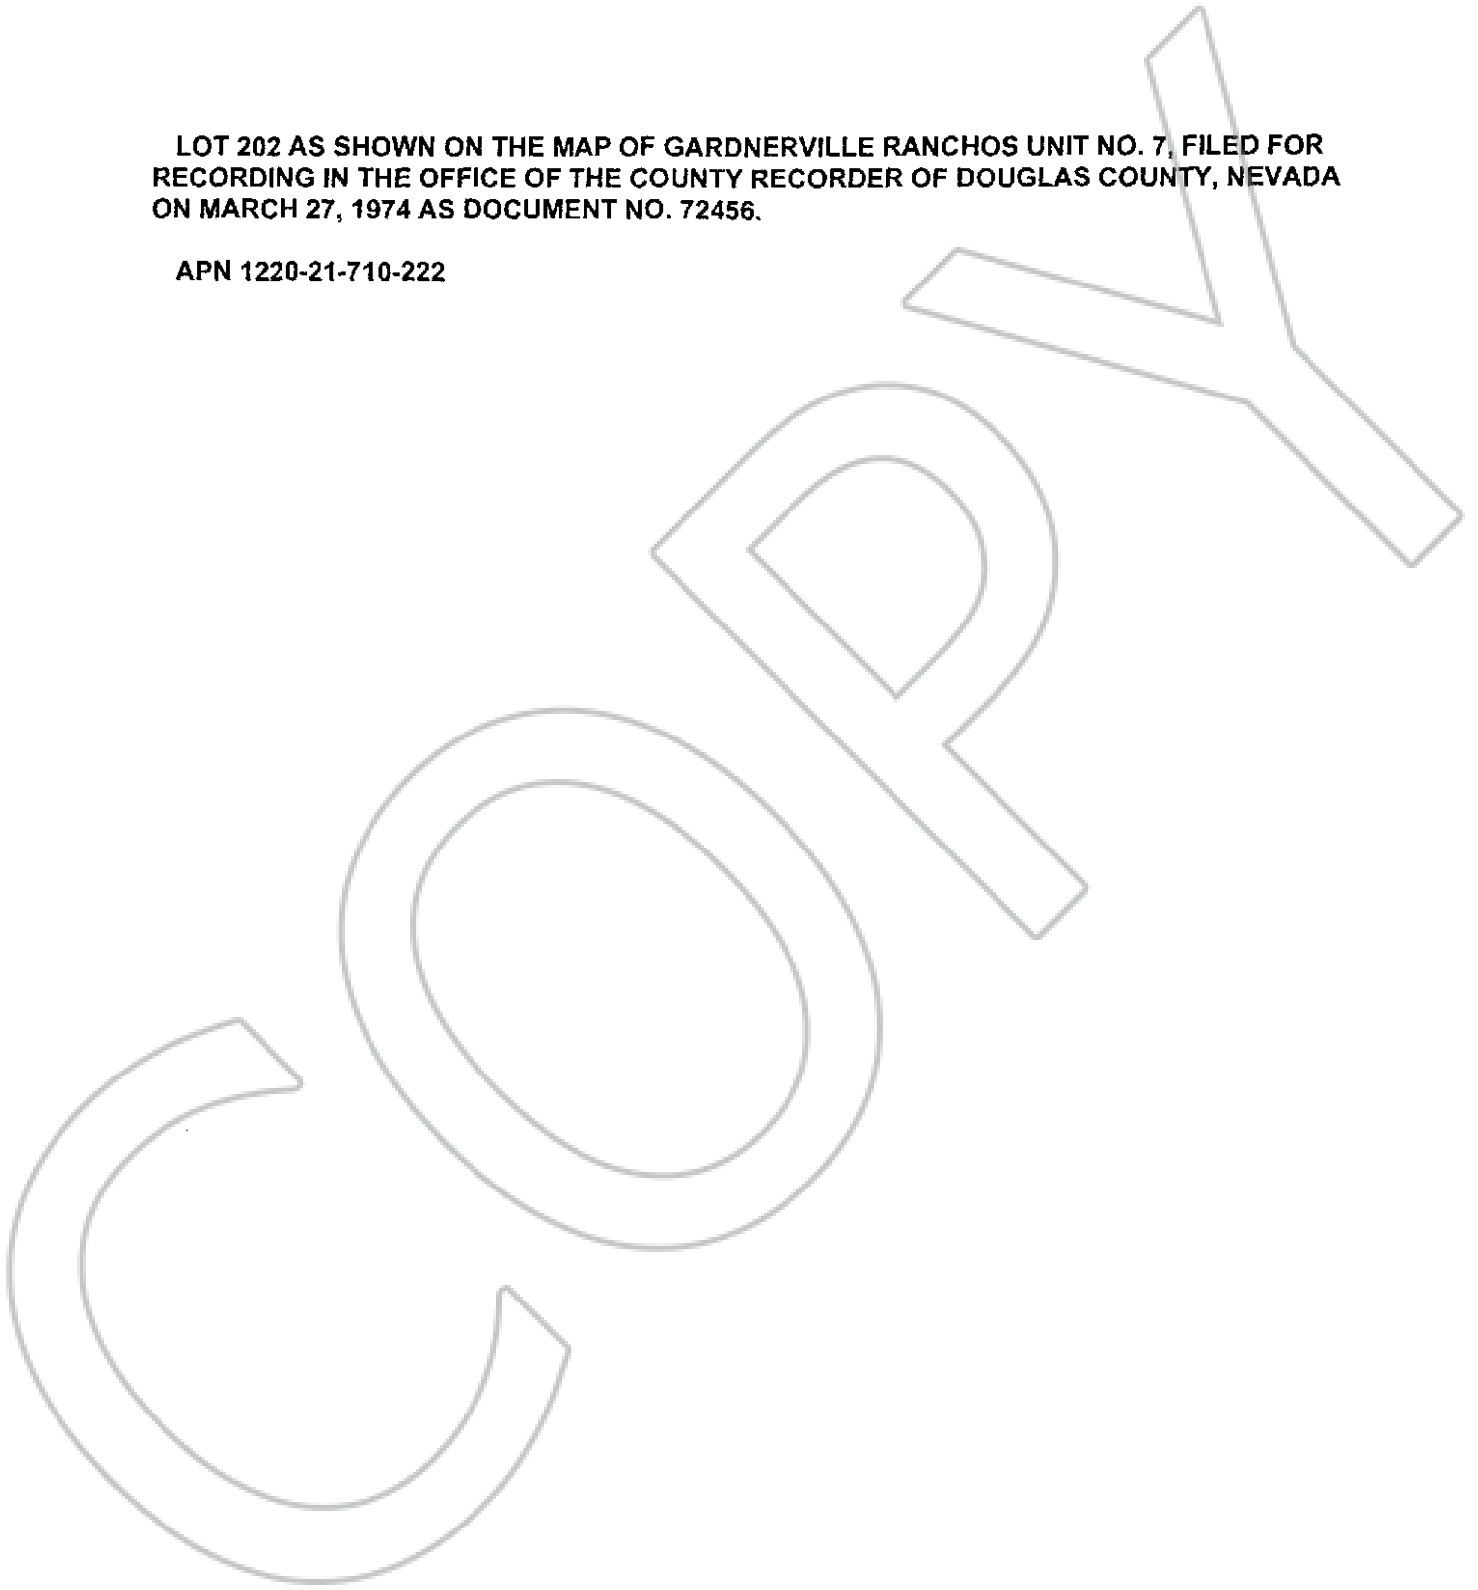 LOT 202 AS SHOWN ON THE MAP OF GARDNERVILLE RANCHOS UNIT NO. 7, FILED FOR
RECORDING IN THE OFFICE OF THE COUNTY RECORDER OF DOUGLAS COUNTY, NEVADA
ON MARCH 27, 1974 AS DOCUMENT NO. 72456.
APN 1220-21-710-222
COPY